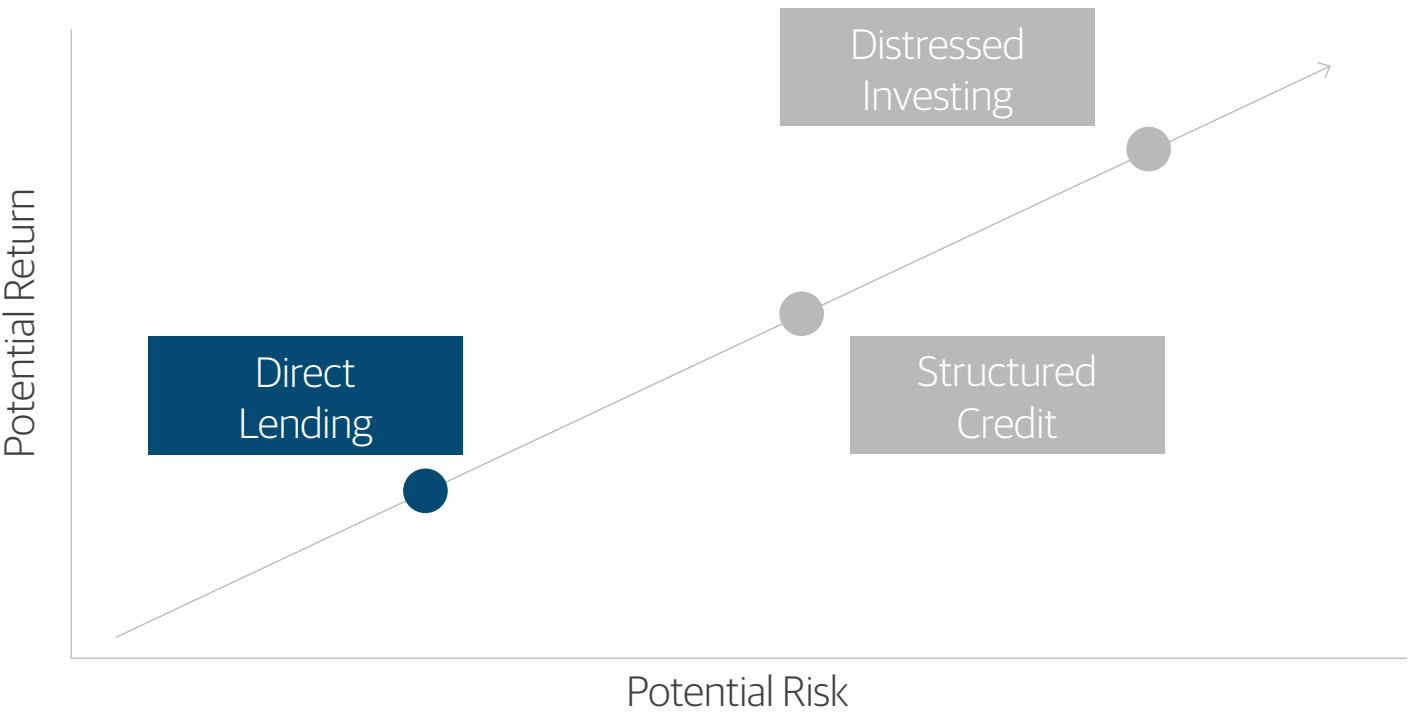 Distressed
Investing
Potential Return
Direct
Lending
Structured
Credit
Potential Risk